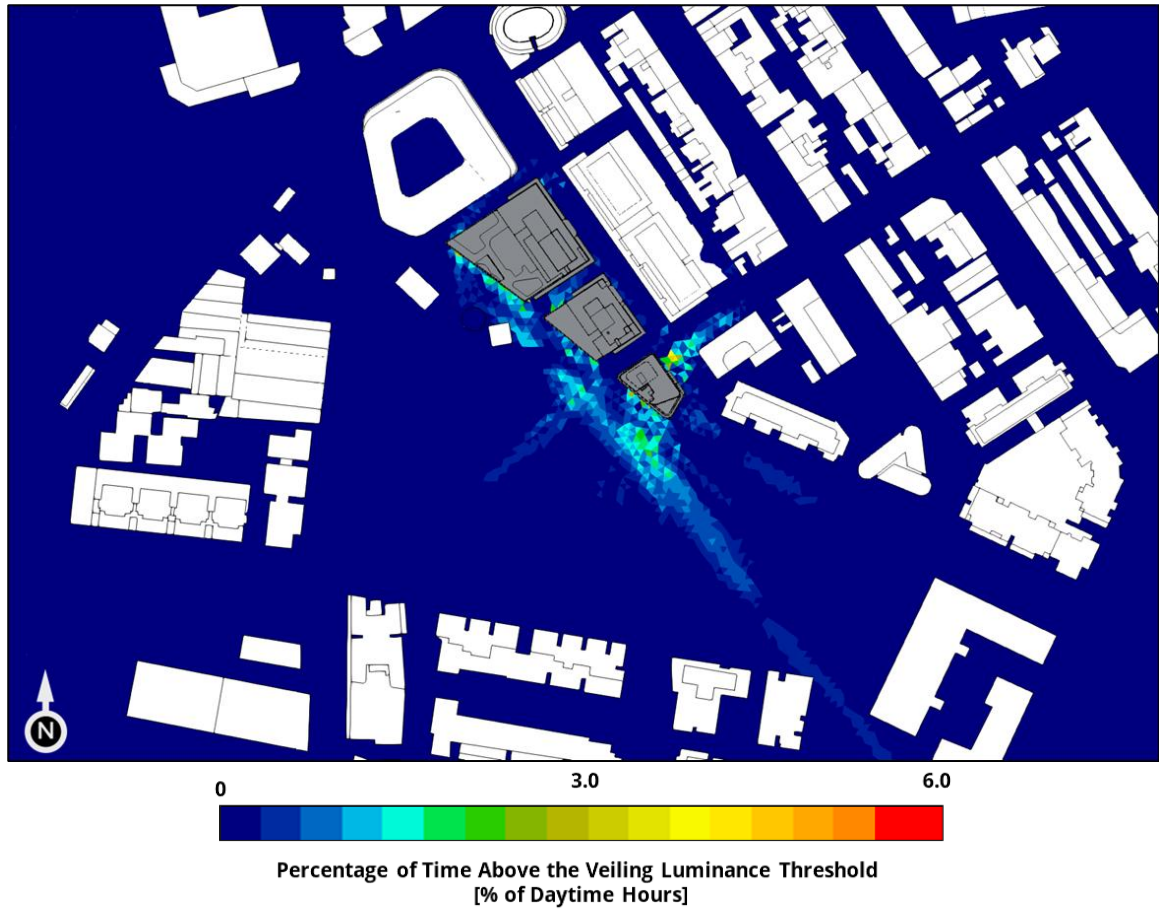 N
0 3.0 6.0
Percentage of Time Above the Veiling Luminance Threshold
[% of Daytime Hours]